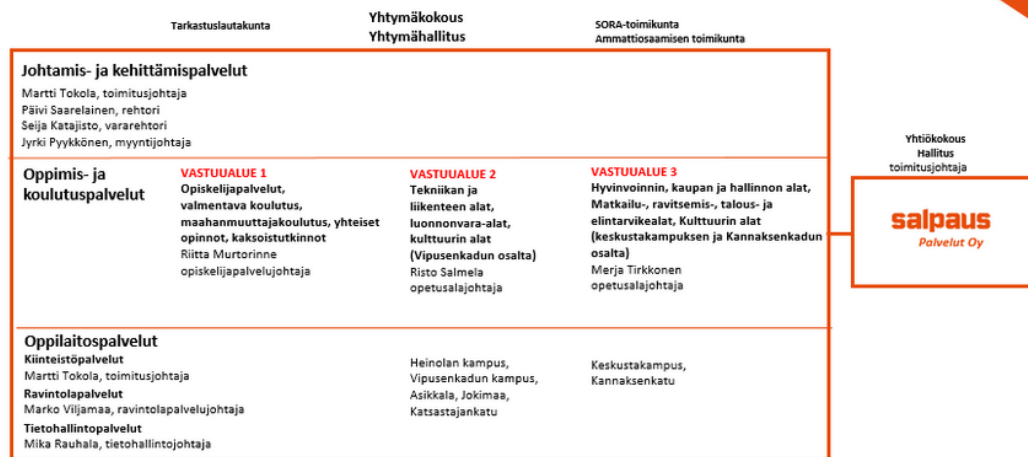 Tarkastuslautakunta
Yhtymäkokous
Yhtymähallitus
SORA-toimikunta
Ammattiosaamisen toimikunta
Johtamis- ja kehittämispalvelut
Martti Tokola, toimitusjohtaja
Päivi Saarelainen, rehtori
Seija Katajisto, vararehtori
Jyrki Pyykkönen, myyntijohtaja
Oppimis- ja
koulutuspalvelut
VASTUUALUE 1
Opiskelijapalvelut,
valmentava koulutus,
maahanmuuttajakoulutus, yhteiset
opinnot, kaksoistutkinnot
Riitta Murtorinne
opiskelijapalvelujohtaja
VASTUUALUE 2
Tekniikan ja
liikenteen alat,
luonnonvara-alat,
kulttuurin alat
(Vipusenkadun osalta)
Risto Salmela
opetusalajohtaja
VASTUUALUE 3
Hyvinvoinnin, kaupan ja hallinnon alat,
Matkailu-, ravitsemis-, talous- ja
elintarvikealat, Kulttuurin alat
(keskustakampuksen ja Kannaksenkadun
osalta)
Merja Tirkkonen
opetusalajohtaja
Oppilaitospalvelut
Kiinteistöpalvelut
Martti Tokola, toimitusjohtaja
Ravintolapalvelut
Marko Viljamaa, ravintolapalvelujohtaja
Tietohallintopalvelut
Mika Rauhala, tietohallintojohtaja
Heinolan kampus,
Vipusenkadun kampus,
Asikkala, Jokimaa,
Katsastajankatu
Keskustakampus,
Kannaksenkatu
Yhtiökokous
Hallitus
toimitusjohtaja
salpaus
Palvelut Oy